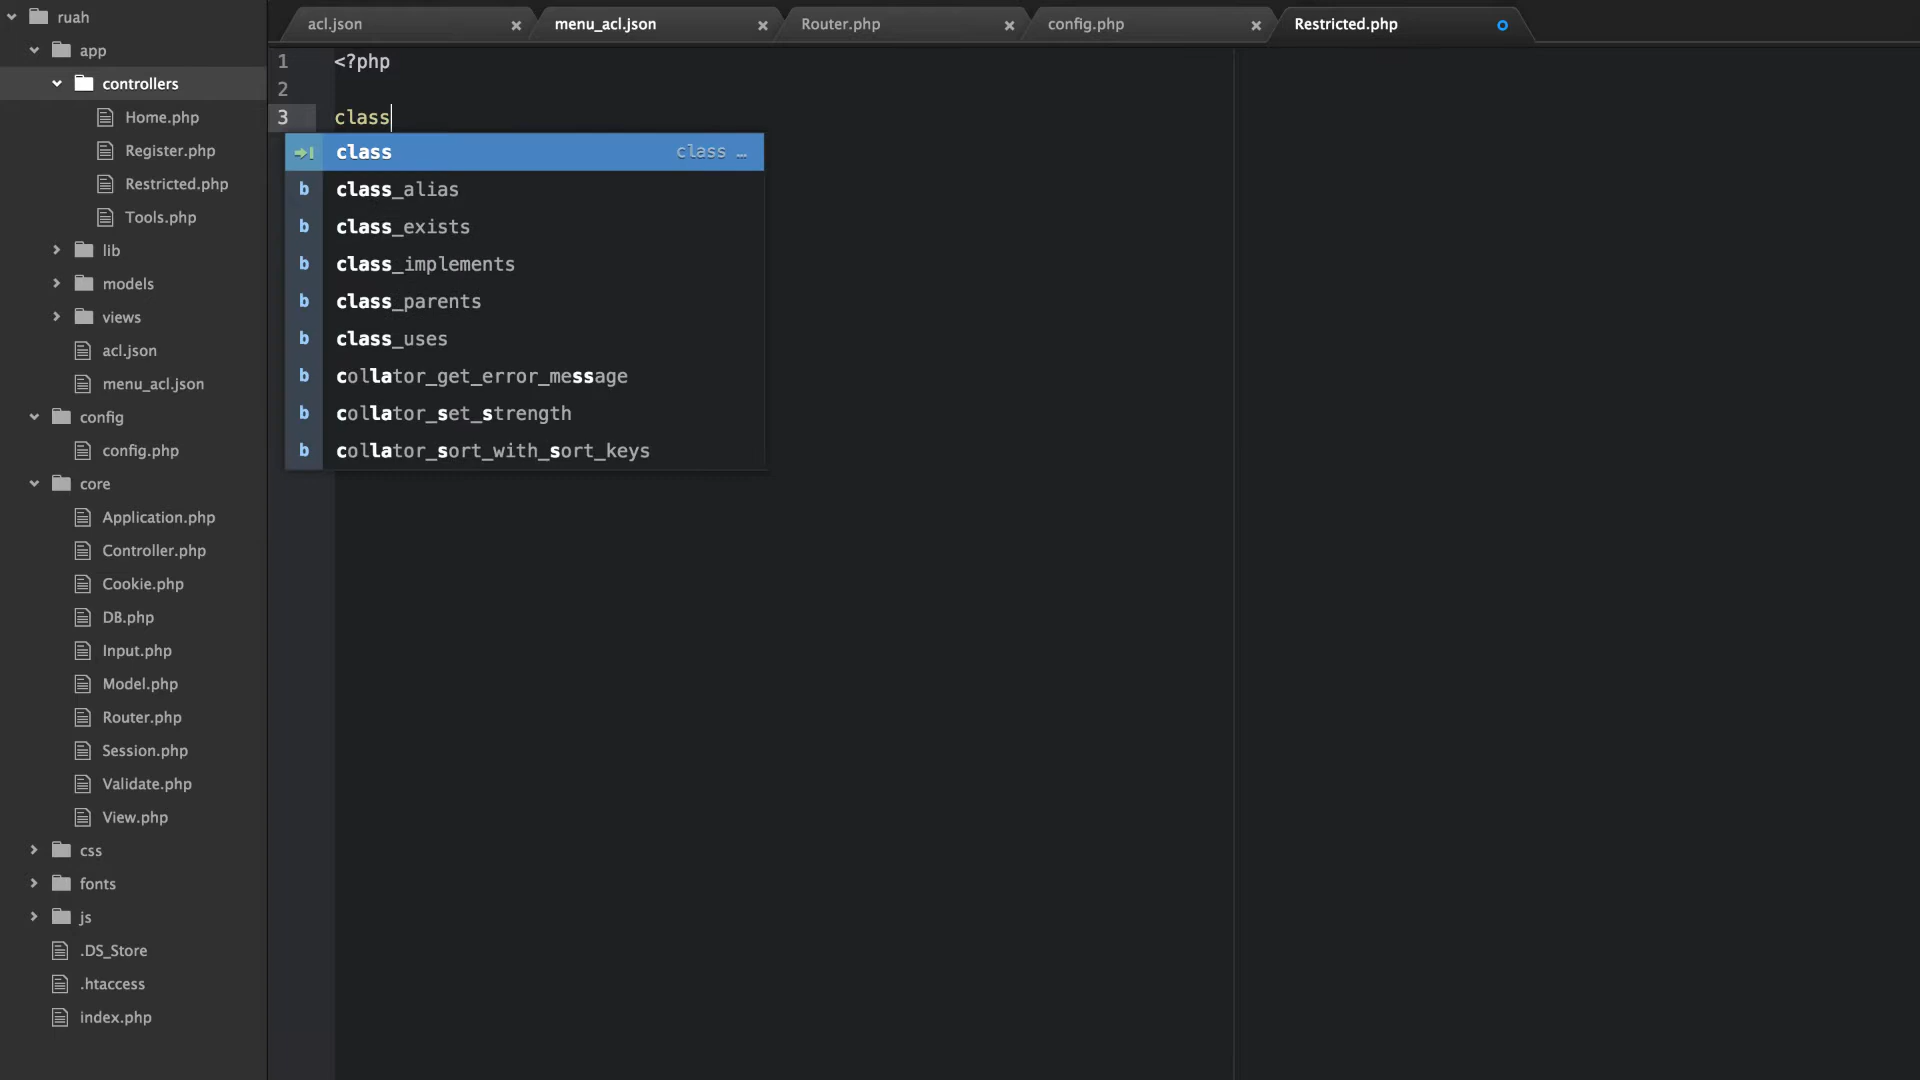 ruah
app
controllers
Home.php
Register.php
Restricted.php
Tools.php
lib
models
views
acl.json
menu_acl.json
config
config.php
core
Application.php
Controller.php
Cookie.php
DB.php
Input.php
Model.php
Router.php
Session.php
Validate.php
View.php
css
fonts
js
.DS_Store
.htaccess
index.php
acl.json menu_acl.json Router.php config.php Restricted.php
1 <?php
2
3 class
class class …
b class_alias
b class_exists
b class_implements
b class_parents
b class_uses
b collator_get_error_message
b collator_set_strength
b collator_sort_with_sort_keys